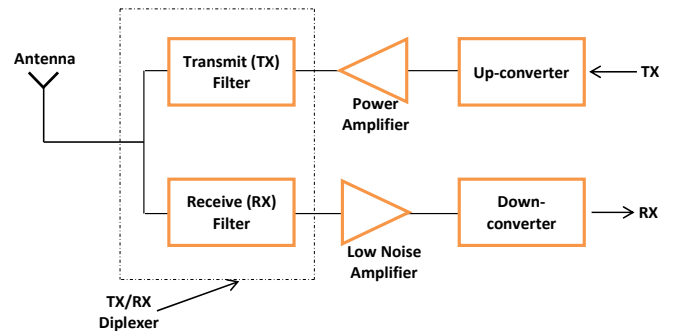 Antenna
Transmit (TX)
Filter
Power
Amplifier
Up-converter
TX
Receive (RX)
Filter
Low Noise
Amplifier
Down-
converter
RX
TX/RX
Diplexer